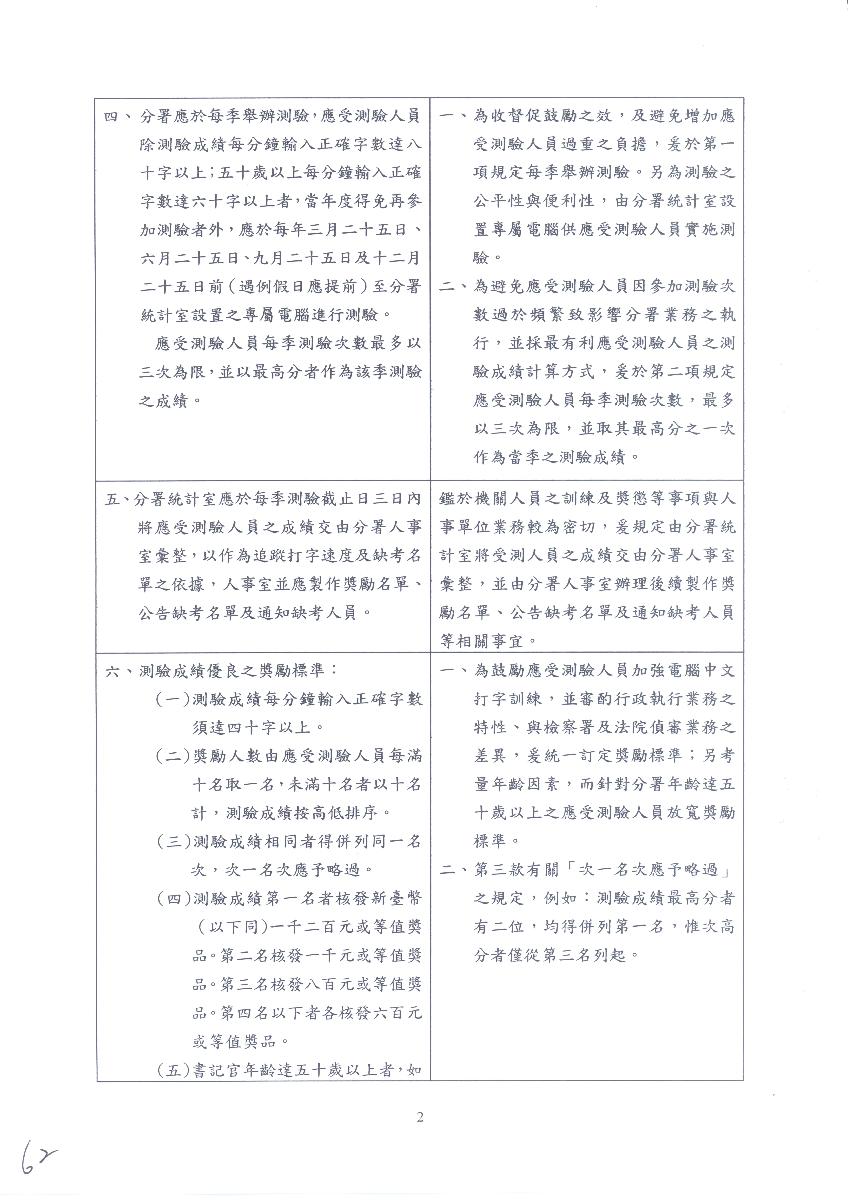 四、分署應於每季舉辦測驗，應受測驗人員
除測驗成績每分鐘輸入正確字數達八
十字以上；五十歲以上每分鐘輸入正確
字數達六十字以上者，當年度得免再參
加測驗者外，應於每年三月二十五日、
六月二十五日、九月二十五日及十二月
二十五日前（遇例假日應提前）至分署
統計室設置之專屬電腦進行測驗。
應受測驗人員每季測驗次數最多以
三次為限，並以最高分者作為該季測驗
之成績。
一、為收督促鼓勵之效，及避免增加應
受測驗人員過重之負擔，爰於第一
項規定每季舉辦測驗。另為測驗之
公平性與便利性，由分署統計室設
置專屬電腦供應受測驗人員實施測
驗。
二、為避免應受測驗人員因參加測驗次
數過於頻繁致影響分署業務之執
行，並採最有利應受測驗人員之測
驗成績計算方式，爰於第二項規定
應受測驗人員每季測驗次數，最多
以三次為限，並取其最高分之一次
作為當季之測驗成績。
五、分署統計室應於每季測驗截止日三日內
將應受測驗人員之成績交由分署人事
室彙整，以作為追蹤打字速度及缺考名
單之依據，人事室並應製作獎勵名單、
公告缺考名單及通知缺考人員。
鑑於機關人員之訓練及獎懲等事項與人
事單位業務較為密切，爰規定由分署統
計室將受測人員之成績交由分署人事室
彙整，並由分署人事室辦理後續製作獎
勵名單、公告缺考名單及通知缺考人員
等相關事宜。
六、測驗成績優良之獎勵標準：
(一)測驗成績每分鐘輸入正確字數
須達四十字以上。
(二)獎勵人數由應受測驗人員每滿
十名取一名，未滿十名者以十名
計，測驗成績按高低排序。
(三)測驗成績相同者得併列同一名
次，次一名次應予略過。
(四)測驗成績第一名者核發新臺幣
（以下同）一千二百元或等值獎
品。第二名核發一千元或等值獎
品。第三名核發八百元或等值獎
品。第四名以下者各核發六百元
或等值獎品。
(五)書記官年齡達五十歲以上者，如
一、為鼓勵應受測驗人員加強電腦中文
打字訓練，並審酌行政執行業務之
特性、與檢察署及法院偵審業務之
差異，爰統一訂定獎勵標準；另考
量年齡因素，而針對分署年齡達五
十歲以上之應受測驗人員放寬獎勵
標準。
二、第三款有關「次一名次應予略過」
之規定，例如：測驗成績最高分者
有二位，均得併列第一名，惟次高
分者僅從第三名列起。
2
62